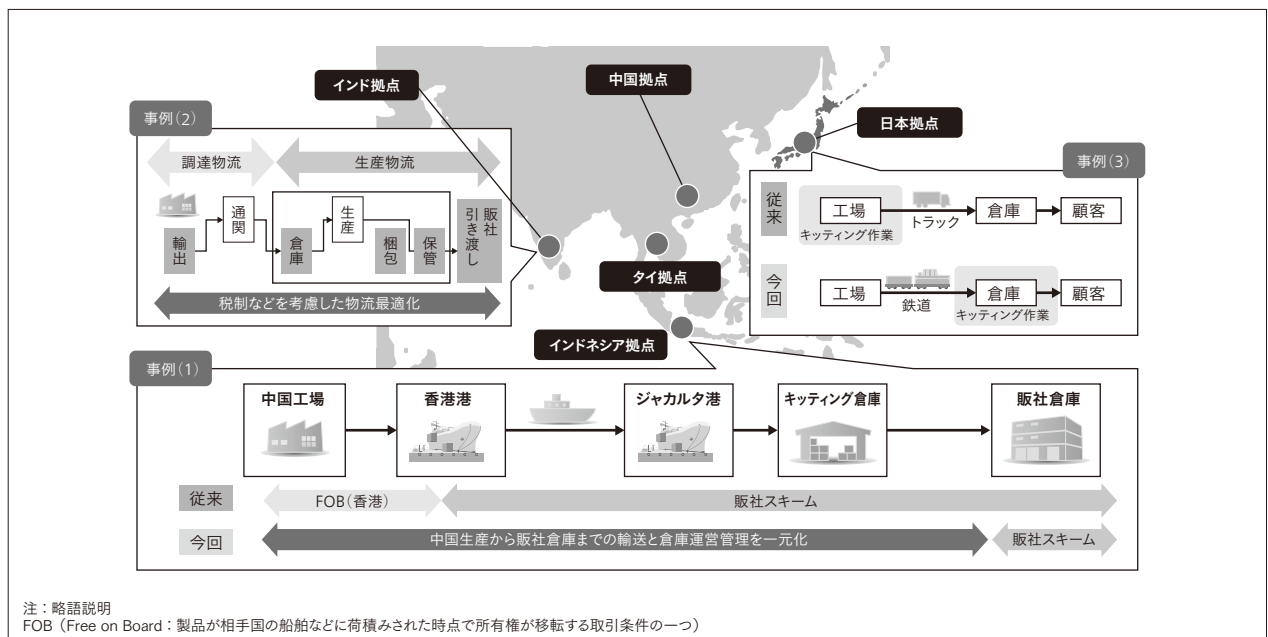 インド拠点
中国拠点
日本拠点
タイ拠点
インドネシア拠点
事例(2)
調達物流
生産物流
輸出
通関
倉庫
生産
梱包
保管
販社
引き渡し
税制などを考慮した物流最適化
事例(3)
従来
工場
トラック
倉庫
顧客
キッティング作業
今回
工場
鉄道
倉庫
顧客
キッティング作業
事例(1)
中国工場
香港港
ジャカルタ港
キッティング倉庫
販社倉庫
従来
FOB(香港)
販社スキーム
今回
中国生産から販社倉庫までの輸送と倉庫運営管理を一元化
販社スキーム
注:略語説明
FOB(Free on Board:製品が相手国の船舶などに荷積みされた時点で所有権が移転する取引条件の一つ)